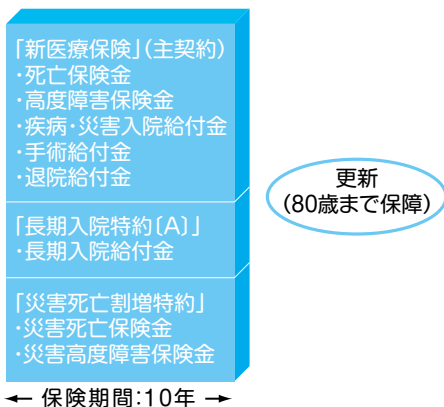 「新医療保険」(主契約)
・死亡保険金
・高度障害保険金
・疾病・災害入院給付金
・手術給付金
・退院給付金
「長期入院特約〔A〕」
・長期入院給付金
「災害死亡割増特約」
・災害死亡保険金
・災害高度障害保険金
更新
(80歳まで保障)
← 保険期間:10年 →